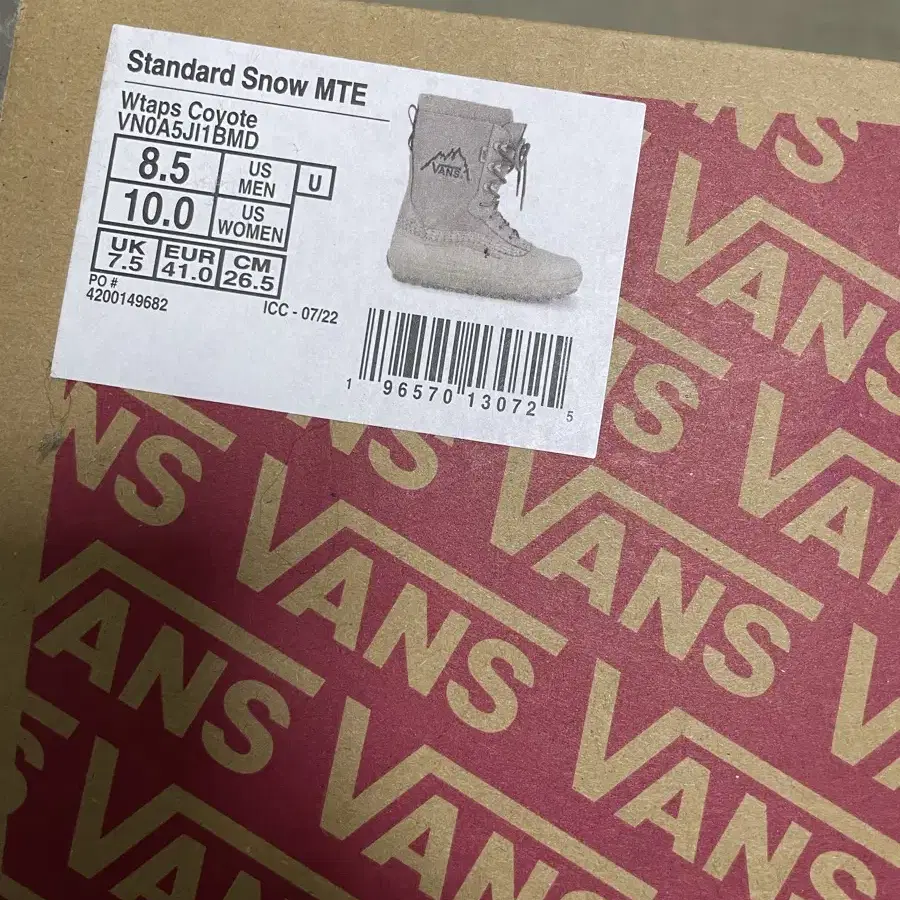 Standard Snow MTE
Wtaps Coyote
VN0A5JI1BMD
8.5 US MEN U
10.0 US WOMEN
UK 7.5 EUR 41.0 CM 26.5
PO #
4200149682
ICC - 07/22
VANS
1 96570 13072 5
VANS
VANS
VANS
VANS
VANS
VANS
VANS
VANS
VANS